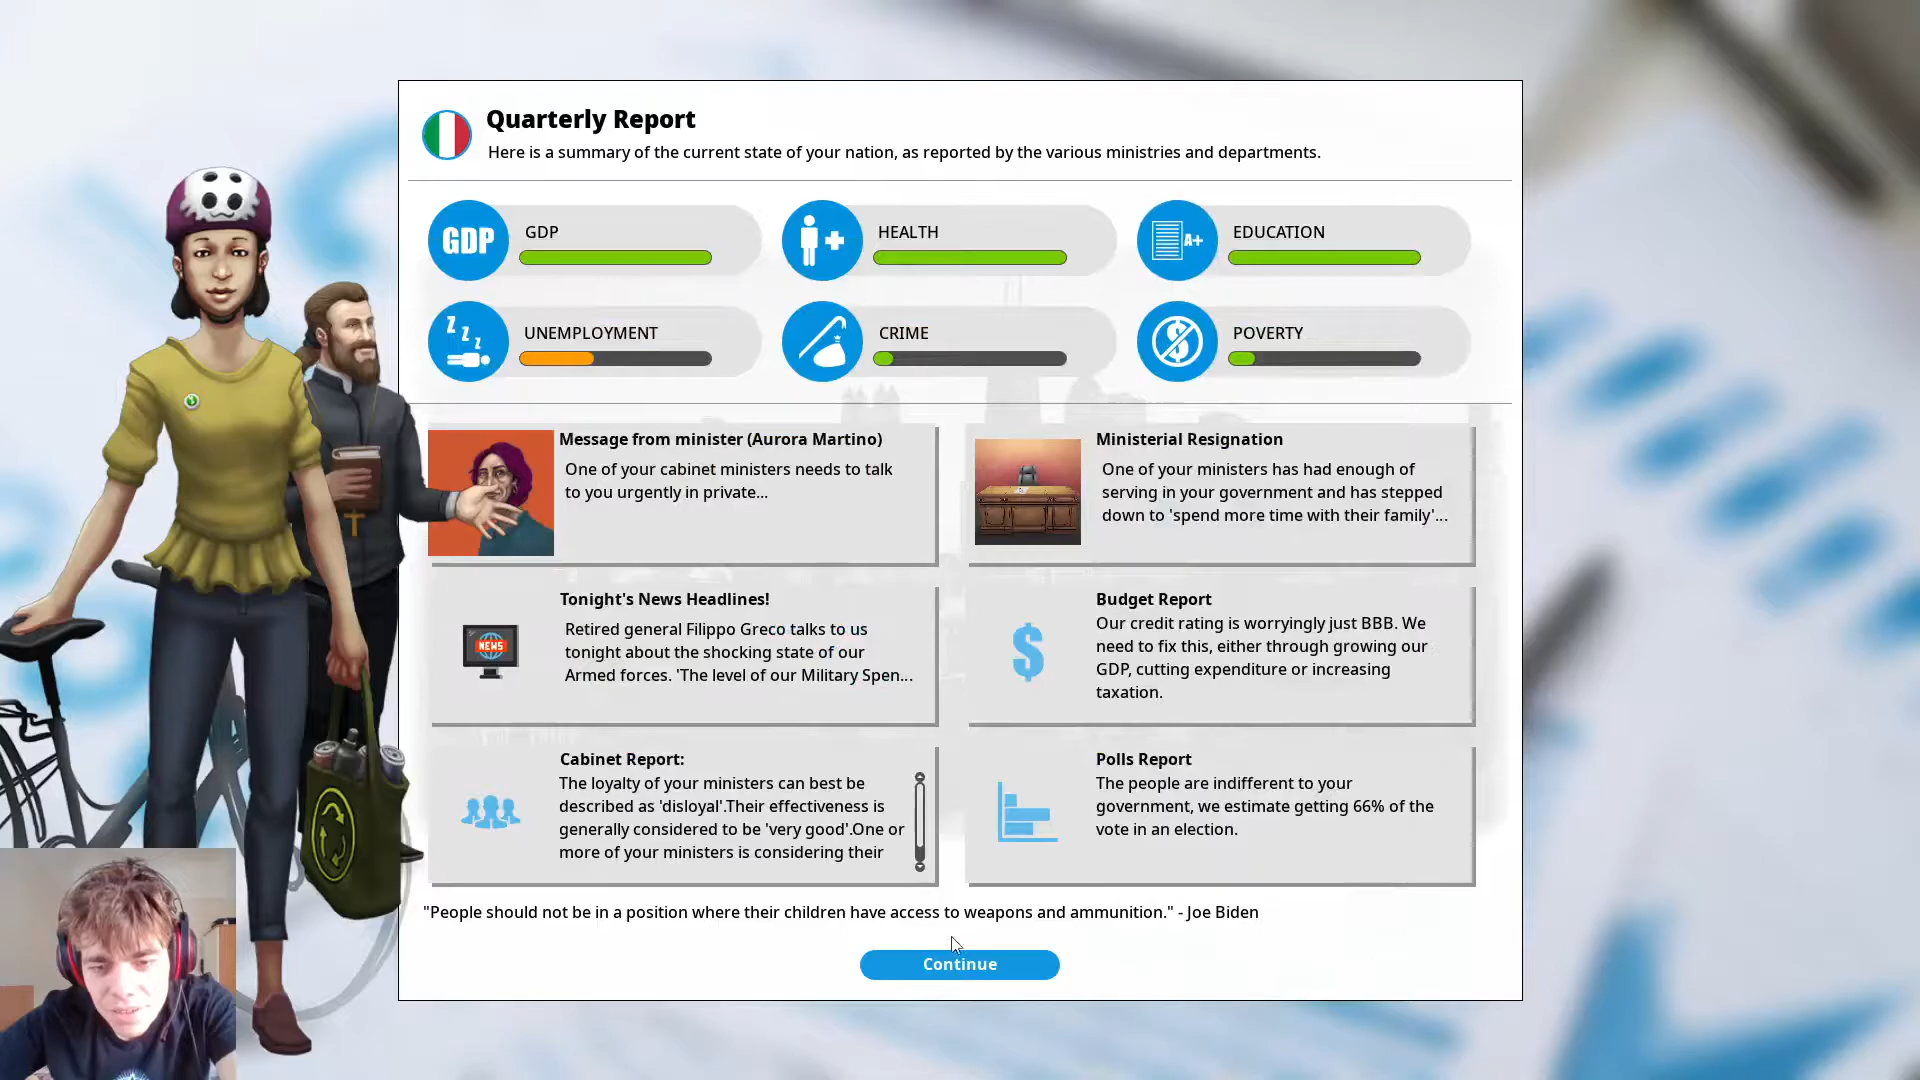 Quarterly Report
Here is a summary of the current state of your nation, as reported by the various ministries and departments.
GDP
GDP
HEALTH
A+
EDUCATION
Z
Z
Z
UNEMPLOYMENT
CRIME
$
POVERTY
Message from minister (Aurora Martino)
One of your cabinet ministers needs to talk
to you urgently in private...
Ministerial Resignation
One of your ministers has had enough of
serving in your government and has stepped
down to 'spend more time with their family'...
Tonight's News Headlines!
NEWS
Retired general Filippo Greco talks to us
tonight about the shocking state of our
Armed forces. 'The level of our Military Spen...
Budget Report
$
Our credit rating is worryingly just BBB. We
need to fix this, either through growing our
GDP, cutting expenditure or increasing
taxation.
Cabinet Report:
The loyalty of your ministers can best be
described as 'disloyal'.Their effectiveness is
generally considered to be 'very good'.One or
more of your ministers is considering their
Polls Report
The people are indifferent to your
government, we estimate getting 66% of the
vote in an election.
"People should not be in a position where their children have access to weapons and ammunition." - Joe Biden
Continue